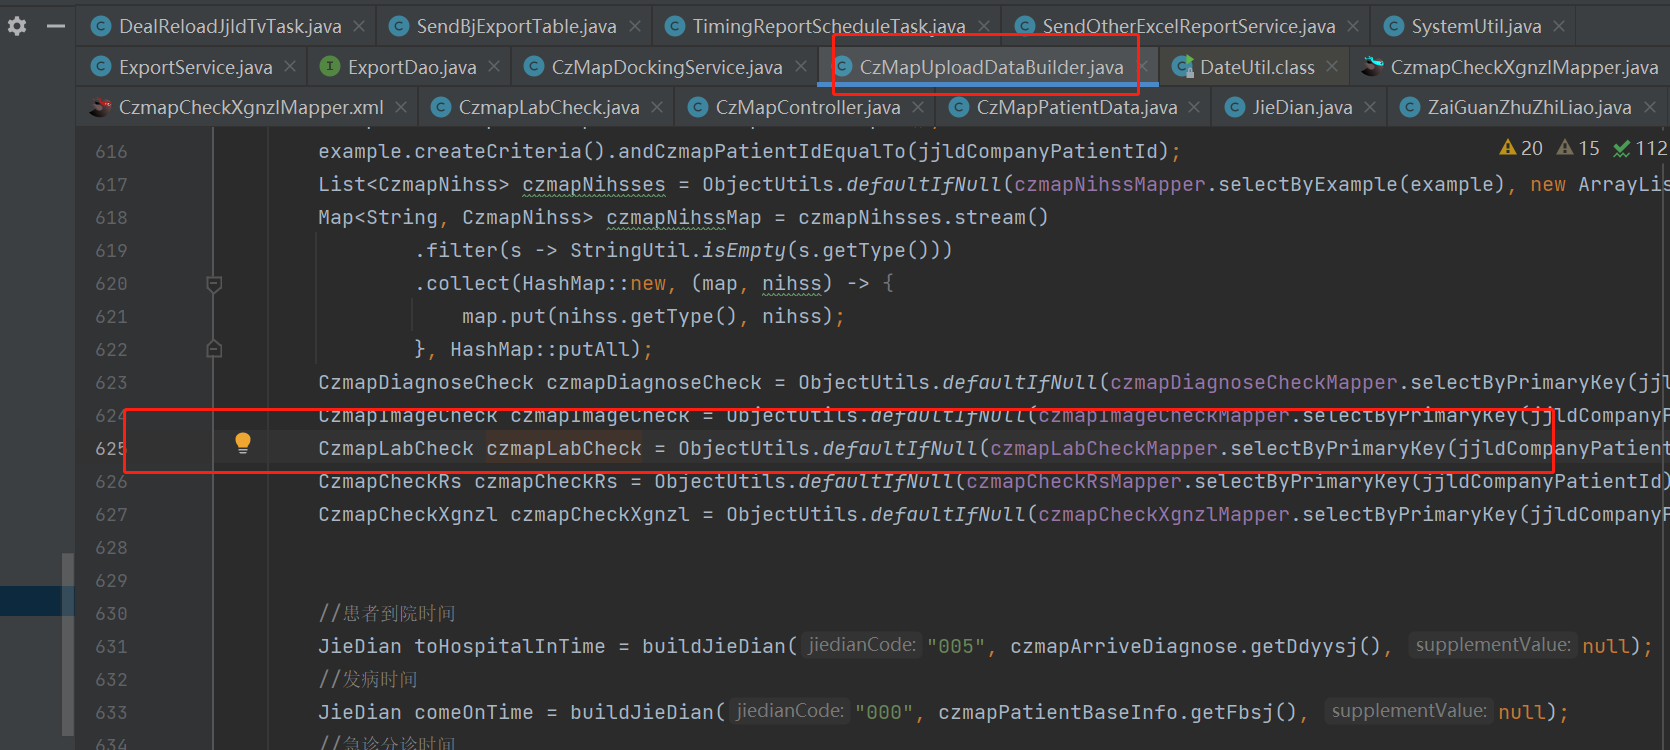 DealReloadJjldTvTask.java SendBjExportTable.java TimingReportScheduleTask.java SendOtherExcelReportService.java SystemUtil.java
ExportService.java ExportDao.java CzMapDockingService.java CzMapUploadDataBuilder.java DateUtil.class CzmapCheckXgnzlMapper.java
CzmapCheckXgnzlMapper.xml CzmapLabCheck.java CzMapController.java CzMapPatientData.java JieDian.java ZaiGuanZhuZhiLiao.java
20 15 112
616 example.createCriteria().andCzmapPatientIdEqualTo(jjldCompanyPatientId);
617 List<CzmapNihss> czmapNihsses = ObjectUtils.defaultIfNull(czmapNihssMapper.selectByExample(example), new ArrayLis
618 Map<String, CzmapNihss> czmapNihssMap = czmapNihsses.stream()
619 .filter(s -> StringUtil.isEmpty(s.getType()))
620 .collect(HashMap::new, (map, nihss) -> {
621 map.put(nihss.getType(), nihss);
622 }, HashMap::putAll);
623 CzmapDiagnoseCheck czmapDiagnoseCheck = ObjectUtils.defaultIfNull(czmapDiagnoseCheckMapper.selectByPrimaryKey(jjl
624 CzmapImageCheck czmapImageCheck = ObjectUtils.defaultIfNull(czmapImageCheckMapper.selectByPrimaryKey(jjldCompanyP
625 CzmapLabCheck czmapLabCheck = ObjectUtils.defaultIfNull(czmapLabCheckMapper.selectByPrimaryKey(jjldCompanyPatient
626 CzmapCheckRs czmapCheckRs = ObjectUtils.defaultIfNull(czmapCheckRsMapper.selectByPrimaryKey(jjldCompanyPatientId)
627 CzmapCheckXgnzl czmapCheckXgnzl = ObjectUtils.defaultIfNull(czmapCheckXgnzlMapper.selectByPrimaryKey(jjldCompanyP
628
629
630 //患者到院时间
631 JieDian toHospitalInTime = buildJieDian( jiedianCode: "005", czmapArriveDiagnose.getDdyysj(), supplementValue: null);
632 //发病时间
633 JieDian comeOnTime = buildJieDian( jiedianCode: "000", czmapPatientBaseInfo.getFbsj(), supplementValue: null);
634 //急诊分诊时间